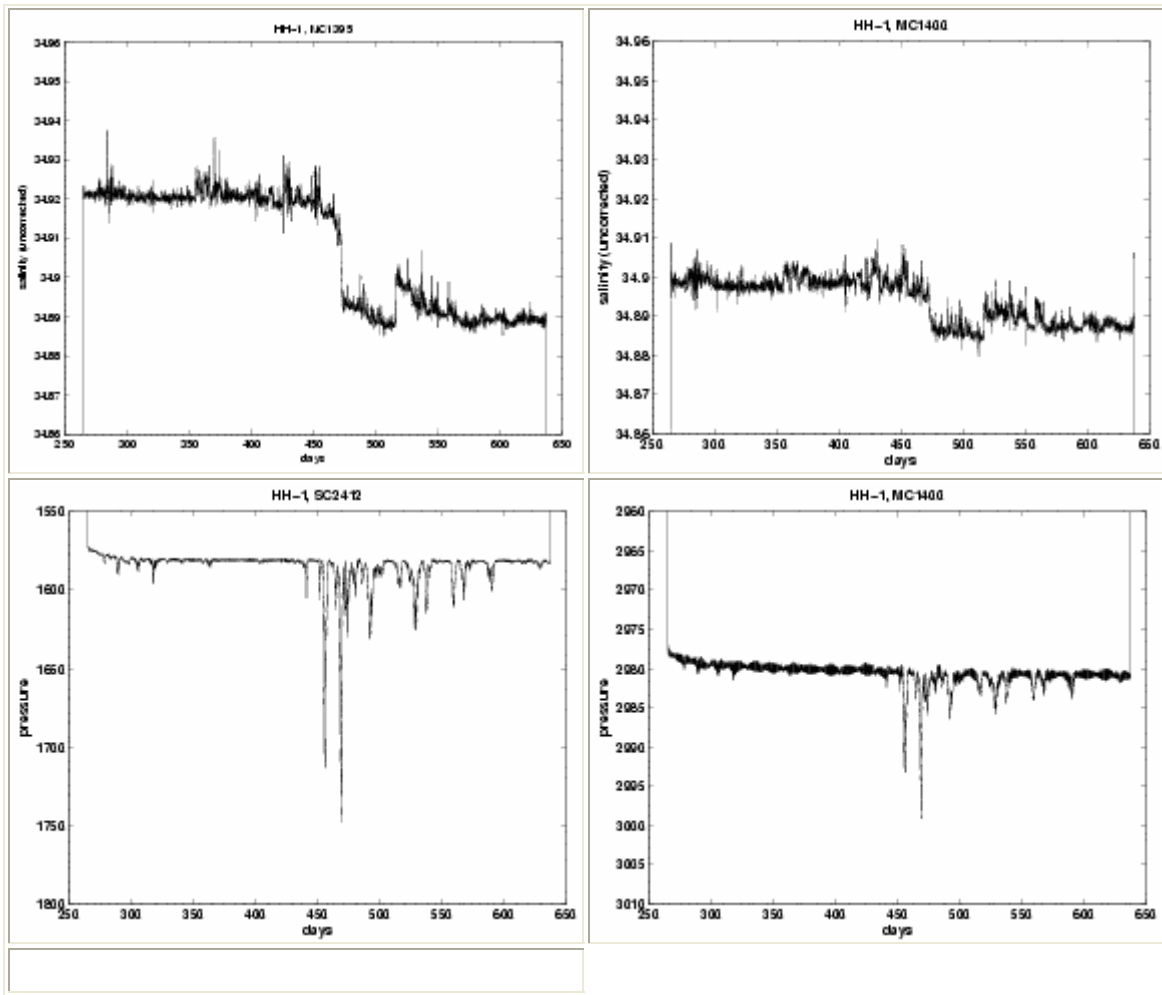 HH-1, MC1395
34.96
34.95
34.94
34.93
34.92
34.91
34.9
34.89
34.88
34.87
34.86
salinity (uncorrected)
250 300 350 400 450 500 550 600 650
days
HH-1, MC1400
34.96
34.95
34.94
34.93
34.92
34.91
34.9
34.89
34.88
34.87
34.86
salinity (uncorrected)
250 300 350 400 450 500 550 600 650
days
HH-1, SC2412
1550
1600
1650
1700
1750
1800
pressure
250 300 350 400 450 500 550 600 650
days
HH-1, MC1400
2960
2965
2970
2975
2980
2985
2990
2995
3000
3005
3010
pressure
250 300 350 400 450 500 550 600 650
days